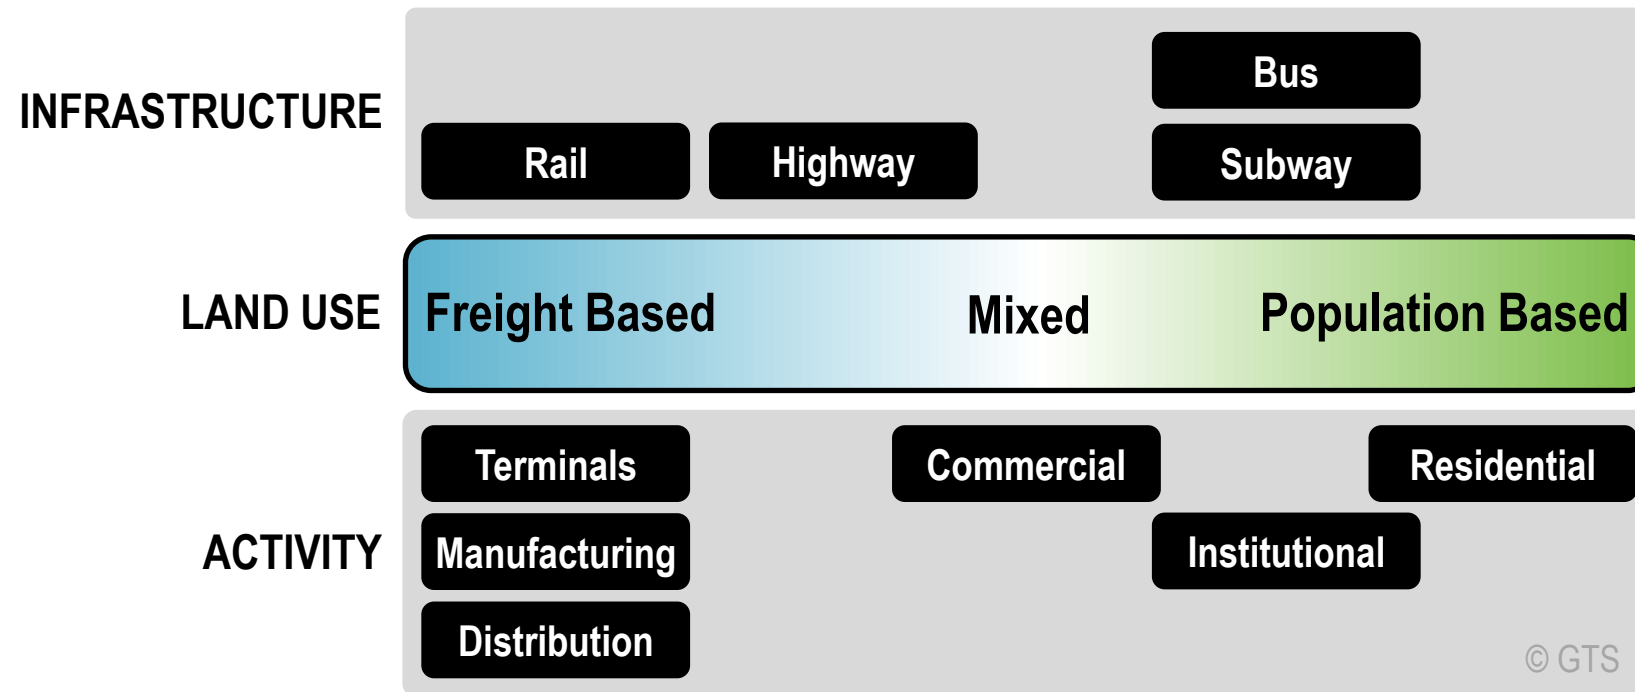 INFRASTRUCTURE
Bus
Rail
Highway
Subway
LAND USE
Freight Based
Mixed
Population Based
ACTIVITY
Terminals
Commercial
Residential
Manufacturing
Institutional
Distribution
© GTS